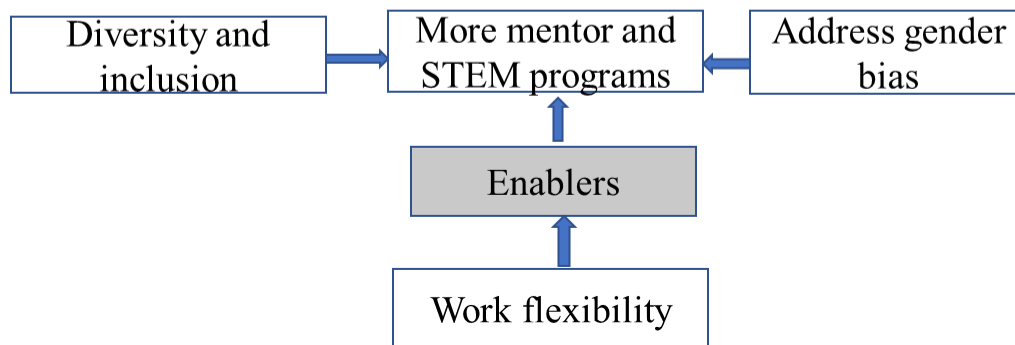 Diversity and
inclusion
More mentor and
STEM programs
Address gender
bias
Enablers
Work flexibility